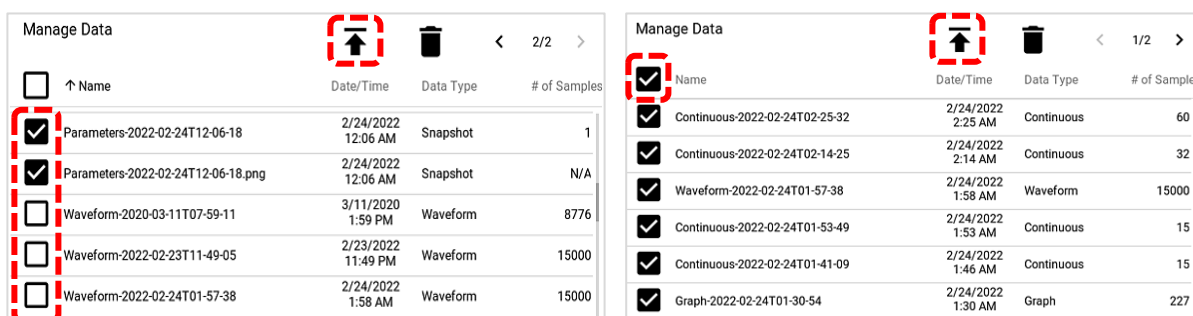 Manage Data
2/2
Name Date/Time Data Type # of Samples
Parameters-2022-02-24T12-06-18 2/24/2022 12:06 AM Snapshot 1
Parameters-2022-02-24T12-06-18.png 2/24/2022 12:06 AM Snapshot N/A
Waveform-2020-03-11T07-59-11 3/11/2020 1:59 PM Waveform 8776
Waveform-2022-02-23T11-49-05 2/23/2022 11:49 PM Waveform 15000
Waveform-2022-02-24T01-57-38 2/24/2022 1:58 AM Waveform 15000
Manage Data
1/2
Name Date/Time Data Type # of Sample
Continuous-2022-02-24T02-25-32 2/24/2022 2:25 AM Continuous 60
Continuous-2022-02-24T02-14-25 2/24/2022 2:14 AM Continuous 32
Waveform-2022-02-24T01-57-38 2/24/2022 1:58 AM Waveform 15000
Continuous-2022-02-24T01-53-49 2/24/2022 1:53 AM Continuous 15
Continuous-2022-02-24T01-41-09 2/24/2022 1:46 AM Continuous 15
Graph-2022-02-24T01-30-54 2/24/2022 1:30 AM Graph 227